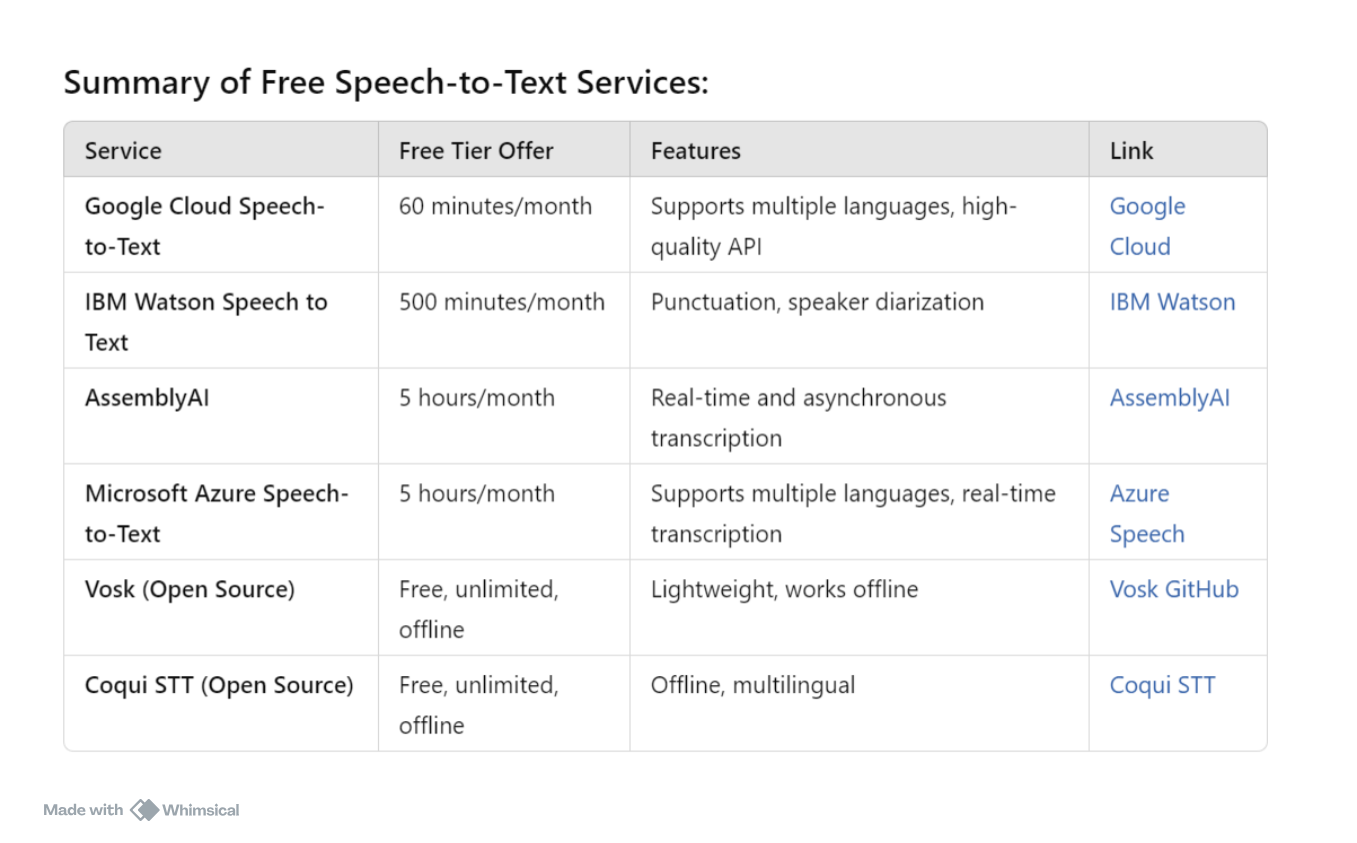 Summary of Free Speech-to-Text Services:
Service Free Tier Offer Features Link
Google Cloud Speech- 60 minutes/month Supports multiple languages, high- Google
to-Text quality API Cloud
IBM Watson Speech to 500 minutes/month Punctuation, speaker diarization IBM Watson
Text
AssemblyAI 5 hours/month Real-time and asynchronous AssemblyAI
transcription
Microsoft Azure Speech- 5 hours/month Supports multiple languages, real-time Azure
to-Text transcription Speech
Vosk (Open Source) Free, unlimited, Lightweight, works offline Vosk GitHub
offline
Coqui STT (Open Source) Free, unlimited, Offline, multilingual Coqui STT
offline
Made with Whimsical